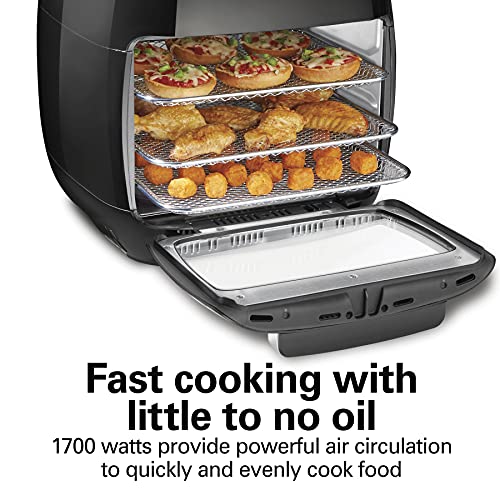 Fast cooking with
little to no oil
1700 watts provide powerful air circulation
to quickly and evenly cook food